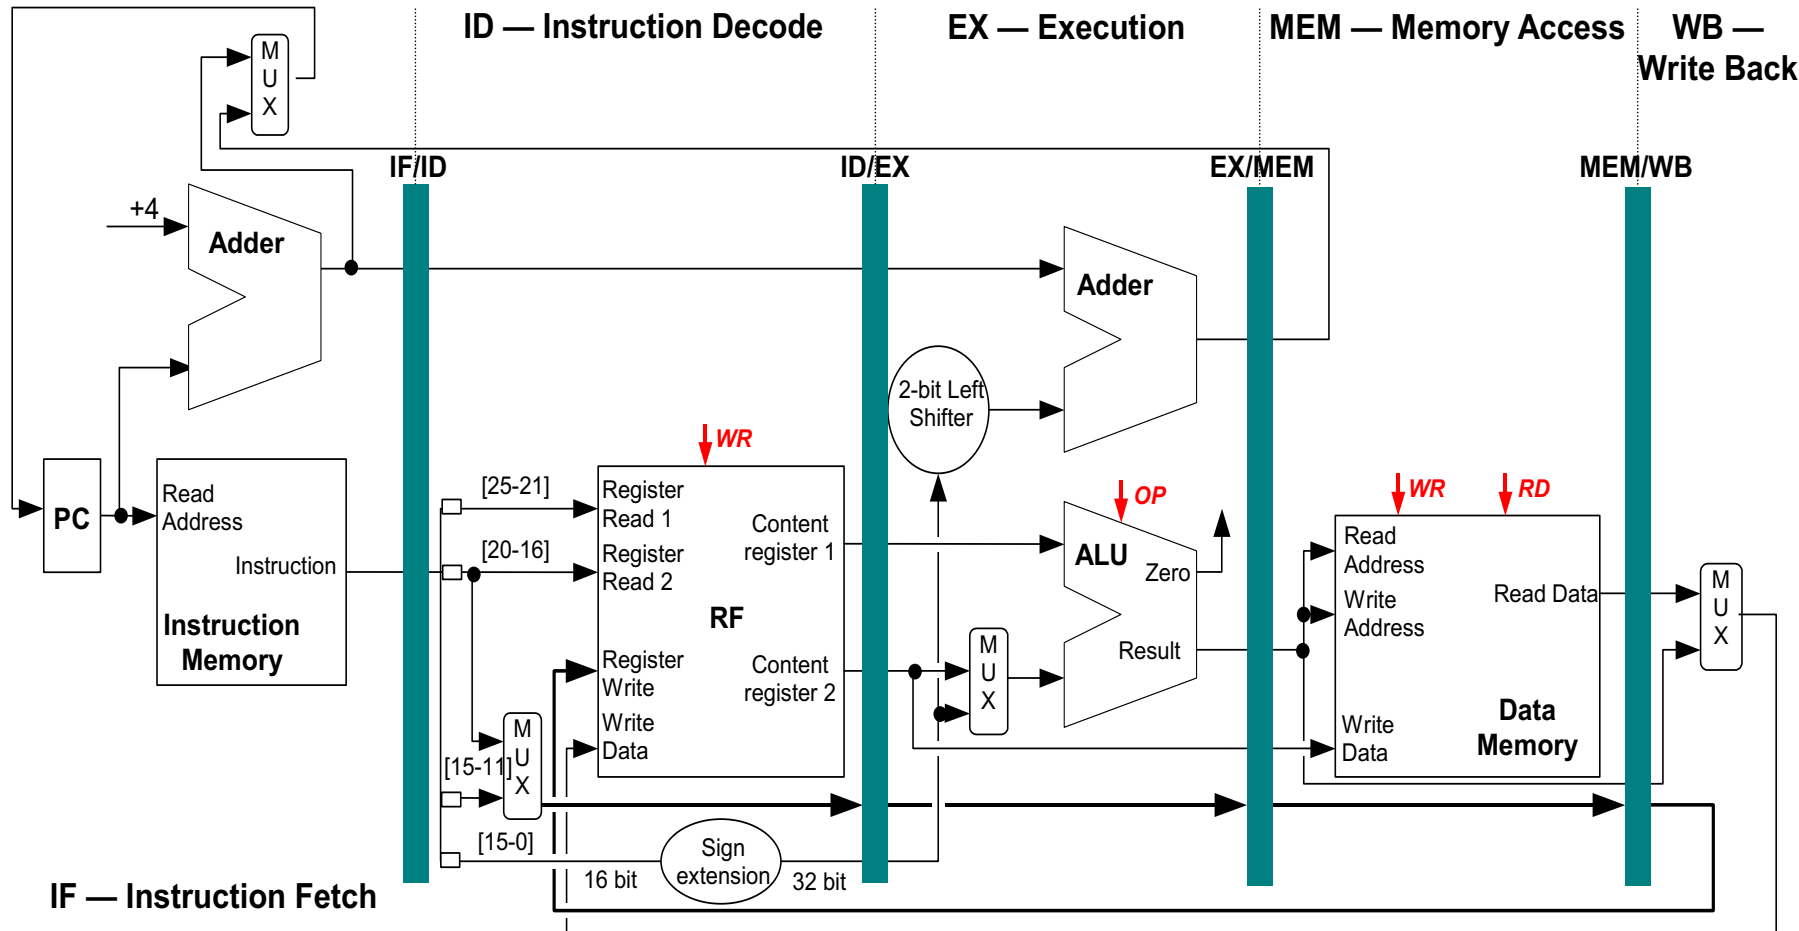 ID — Instruction Decode
EX — Execution
MEM — Memory Access
WB —
Write Back
M
U
X
IF/ID
ID/EX
EX/MEM
MEM/WB
+4
Adder
Adder
2-bit Left
Shifter
WR
OP
WR
RD
PC
Read
Address
Instruction
Instruction
Memory
[25-21]
[20-16]
[15-11]
[15-0]
Register
Read 1
Register
Read 2
RF
Register
Write
Write
Data
Content
register 1
Content
register 2
M
U
X
M
U
X
ALU
Zero
Result
Read
Address
Write
Address
Write
Data
Read Data
Data
Memory
M
U
X
Sign
extension
16 bit
32 bit
IF — Instruction Fetch